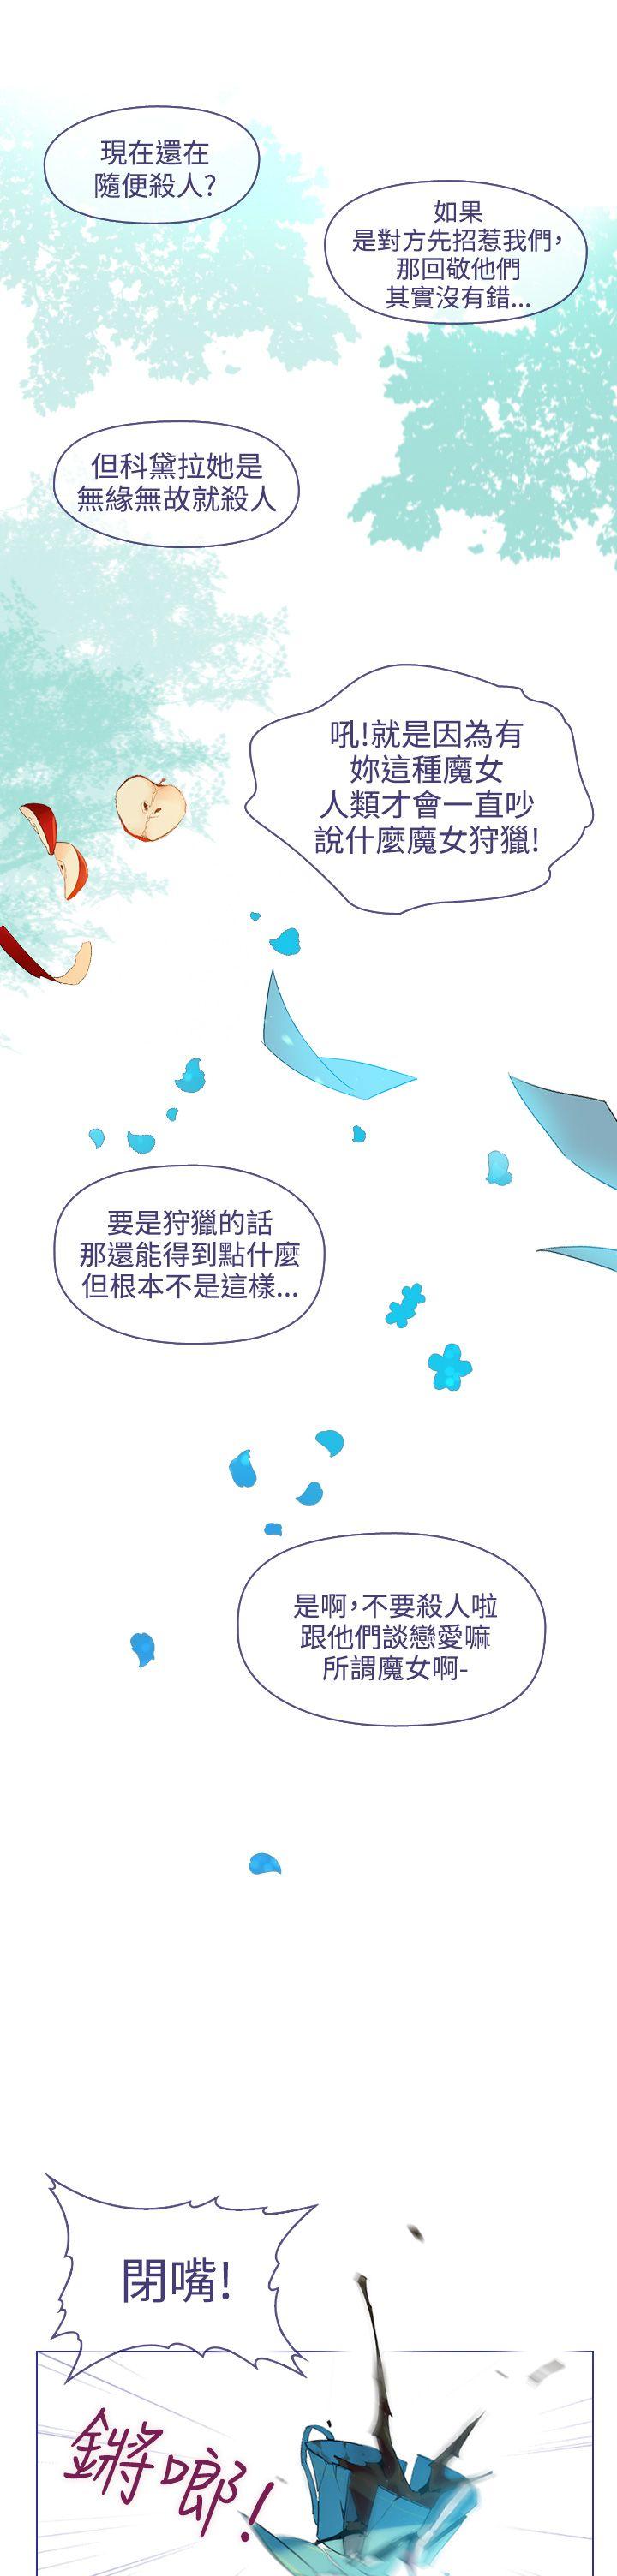 現在還在
隨便殺人?
如果
是對方先招惹我們,
那回敬他們
其實沒有錯...
但科黛拉她是
無緣無故就殺人
吼!就是因為有
妳這種魔女
人類才會一直吵
說什麼魔女狩獵!
要是狩獵的話
那還能得到點什麼
但根本不是這樣...
是啊,不要殺人啦
跟他們談戀愛嘛
所謂魔女啊-
閉嘴!
鏘啷!